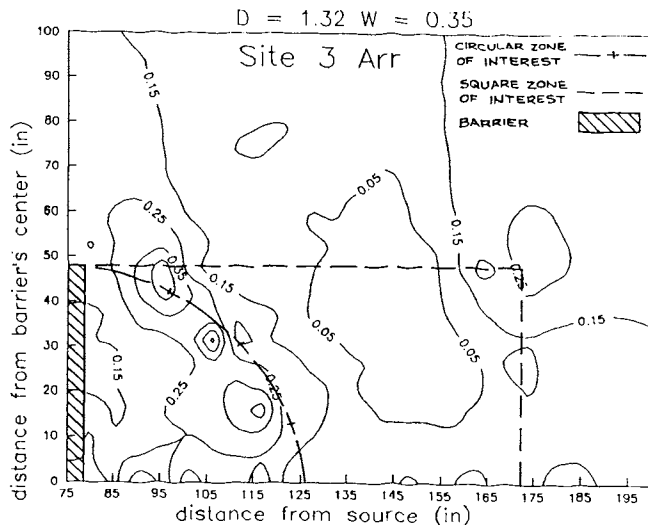 D = 1.32 W = 0.35
Site 3 Arr
CIRCULAR ZONE
OF INTEREST
SQUARE ZONE
OF INTEREST
BARRIER
distance from barrier's center (in)
100
90
80
70
60
50
40
30
20
10
0
0.15
0.25
0.35
0.15
0.05
0.15
0.25
0.15
0.05
0.05
0.15
0.25
0.25
75 85 95 105 115 125 135 145 155 165 175 185 195
distance from source (in)